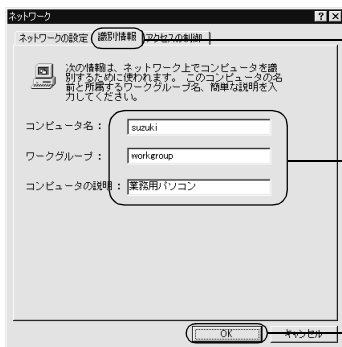 ネットワーク
ネットワークの設定 識別情報 アクセスの制御
次の情報は、ネットワーク上でコンピュータを識
別するために使われます。このコンピュータの名
前と所属するワークグループ名、簡単な説明を入
力してください。
コンピュータ名： suzuki
ワークグループ： workgroup
コンピュータの説明： 業務用パソコン
OK キャンセル